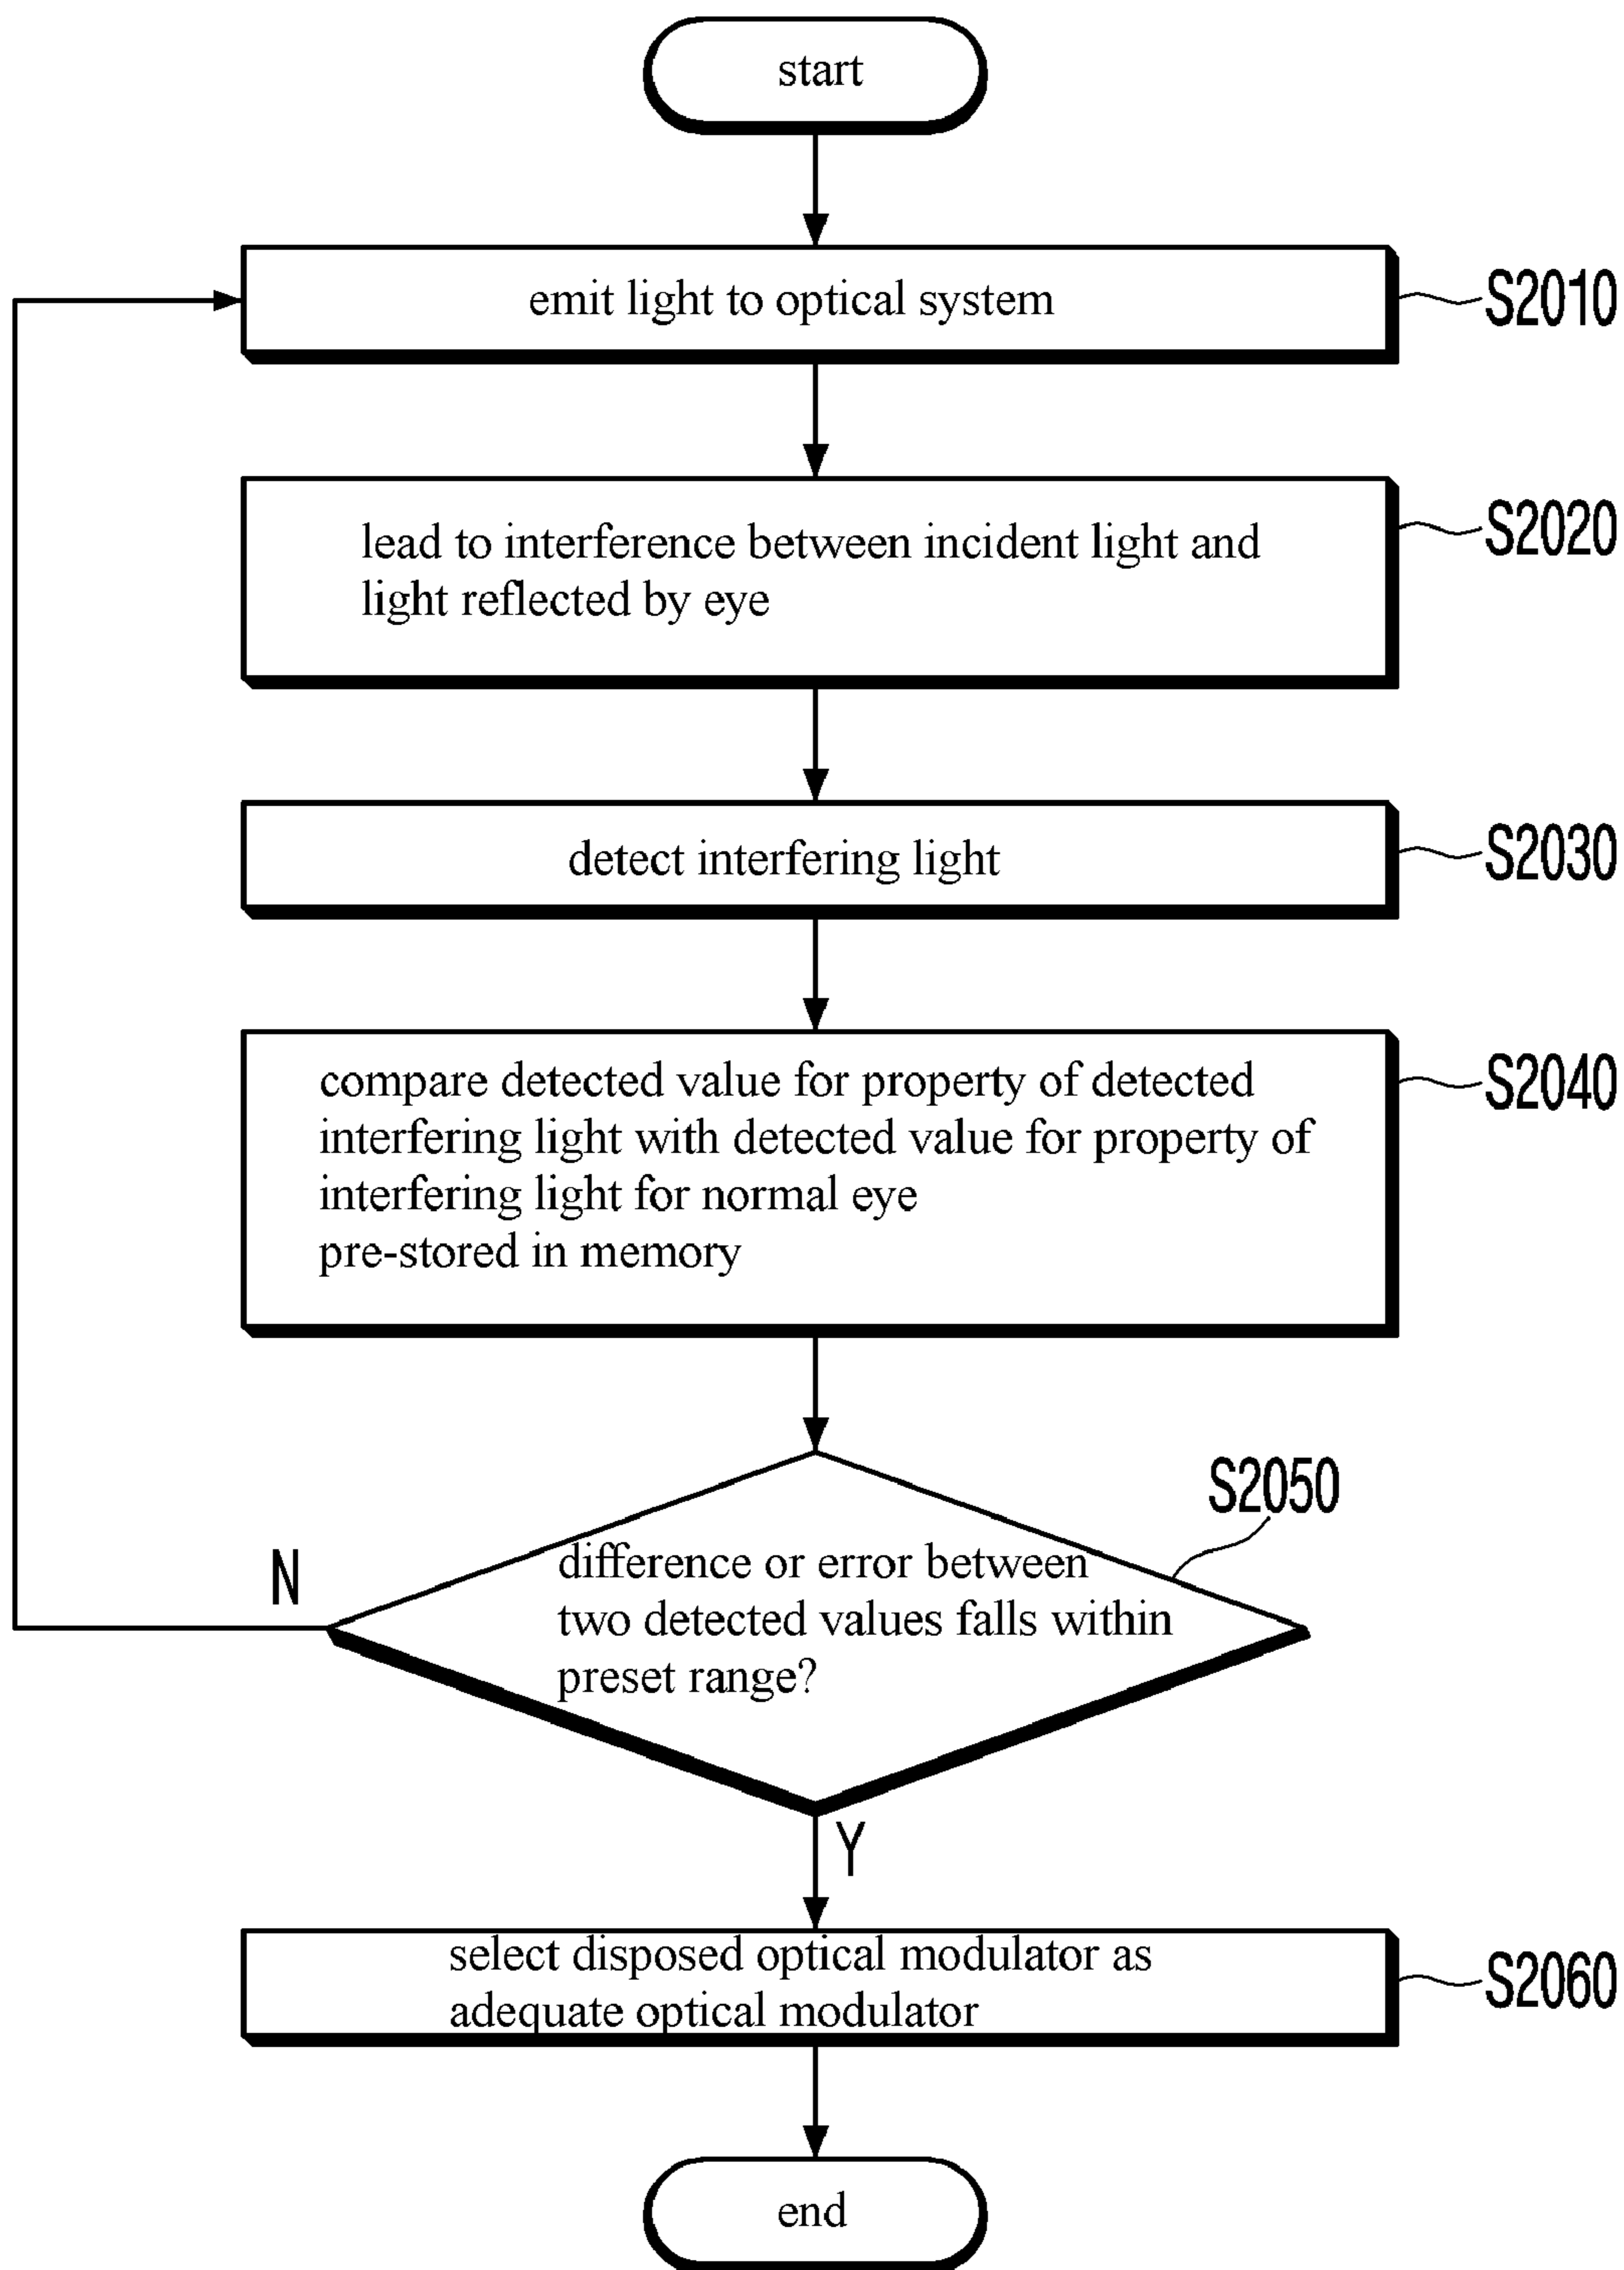 start
emit light to optical system
S2010
lead to interference between incident light and
light reflected by eye
S2020
detect interfering light
S2030
compare detected value for property of detected
interfering light with detected value for property of
interfering light for normal eye
pre-stored in memory
S2040
S2050
difference or error between
two detected values falls within
preset range?
N
Y
select disposed optical modulator as
adequate optical modulator
S2060
end